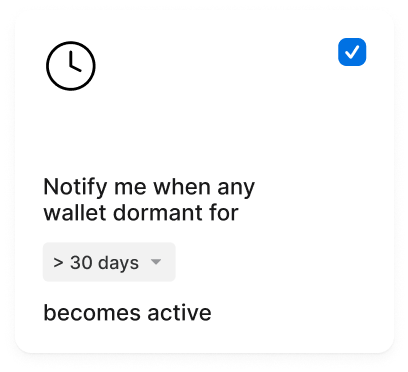 Notify me when any
wallet dormant for
> 30 days
becomes active